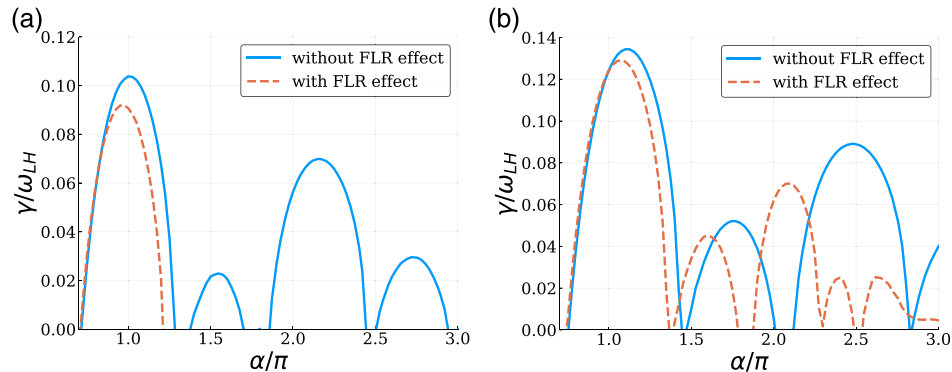 (a)
0.12
0.10
0.08
0.06
0.04
0.02
0.00
γ/ω_LH
without FLR effect
with FLR effect
1.0 1.5 2.0 2.5 3.0
α/π
(b)
0.14
0.12
0.10
0.08
0.06
0.04
0.02
0.00
γ/ω_LH
without FLR effect
with FLR effect
1.0 1.5 2.0 2.5 3.0
α/π